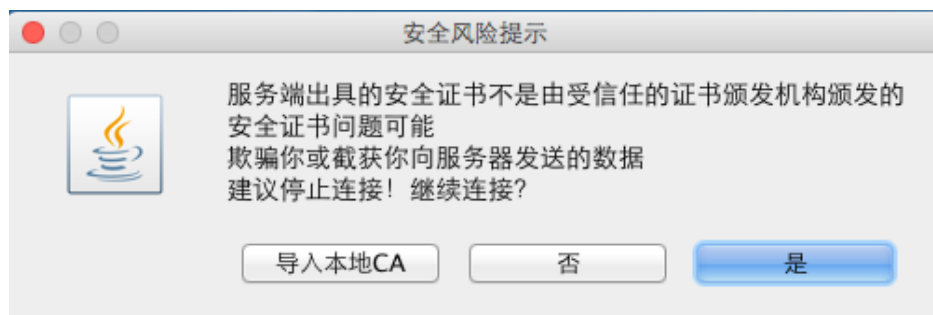 安全风险提示
服务端出具的安全证书不是由受信任的证书颁发机构颁发的
安全证书问题可能
欺骗你或截获你向服务器发送的数据
建议停止连接！继续连接？
导入本地CA 否 是